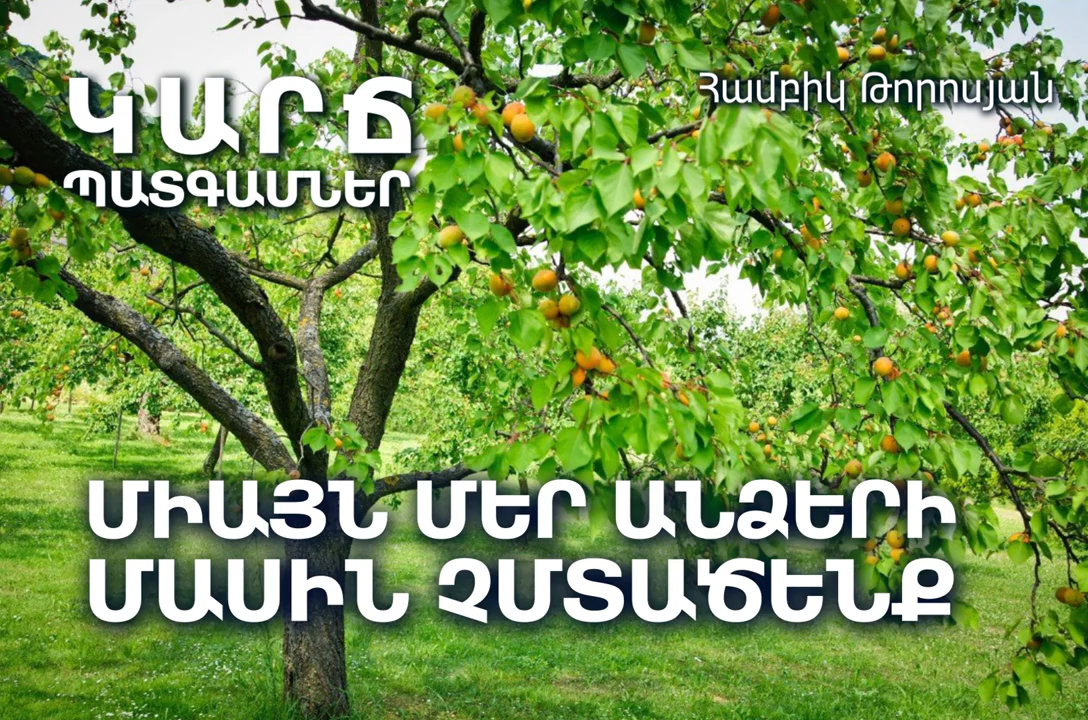 ԿԱՐՃ
ՊԱՏԳԱՄՆԵՐ
Համբիկ Թորոսյան
ՄԻԱՅՆ ՄԵՐ ԱՆՁԵՐԻ
ՄԱՍԻՆ ՉՄՏԱԾԵՆՔ